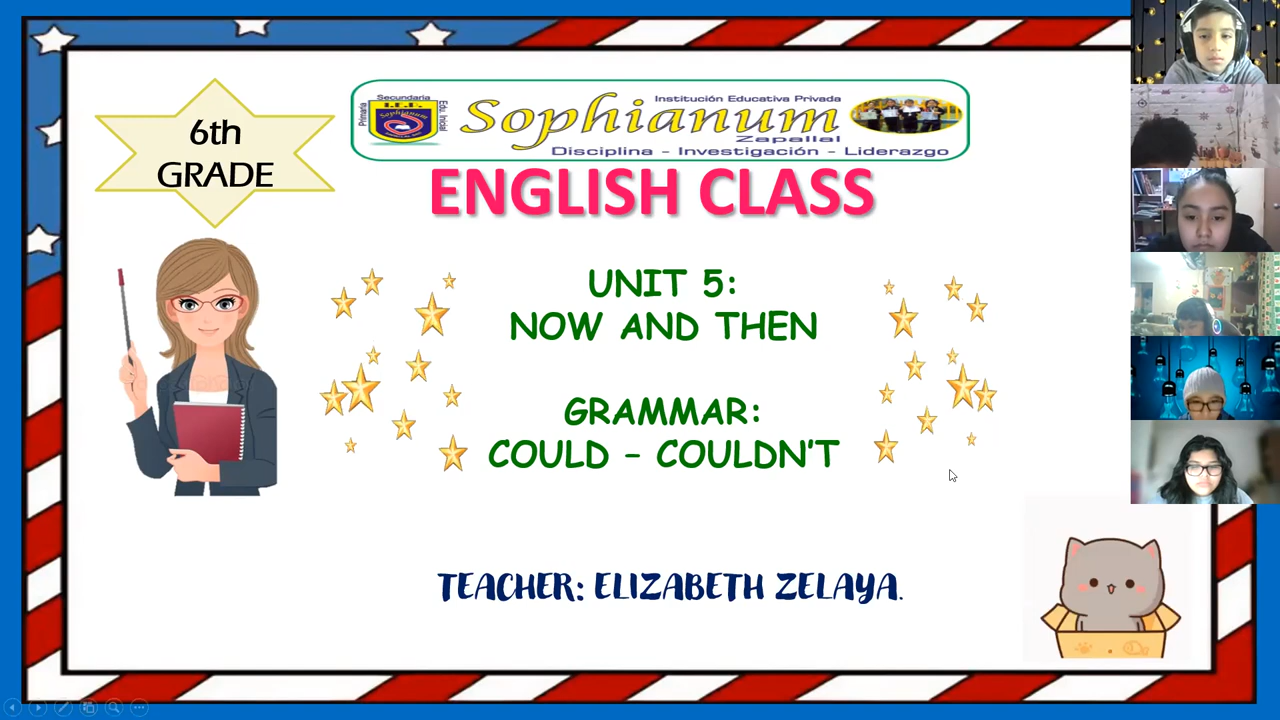 6th
GRADE
Secundaria
Primaria
I.E.P.
Sophianum
Edu. Inicial
Sophianum
Institución Educativa Privada
Zapallal
Disciplina - Investigación - Liderazgo
ENGLISH CLASS
UNIT 5:
NOW AND THEN
GRAMMAR:
COULD – COULDN'T
TEACHER: ELIZABETH ZELAYA.